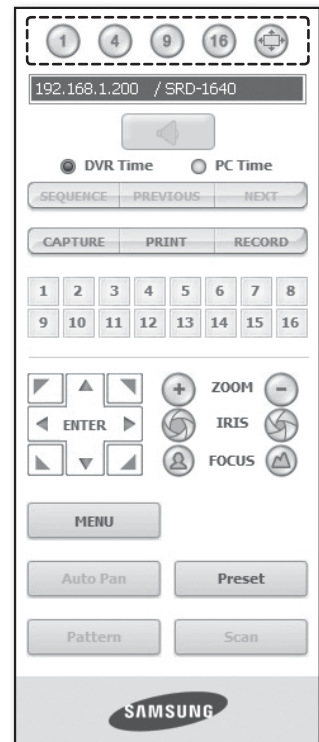 1 4 9 16
192.168.1.200 / SRD-1640
DVR Time PC Time
SEQUENCE PREVIOUS NEXT
CAPTURE PRINT RECORD
1 2 3 4 5 6 7 8
9 10 11 12 13 14 15 16
ZOOM
ENTER IRIS
FOCUS
MENU
Auto Pan Preset
Pattern Scan
SAMSUNG